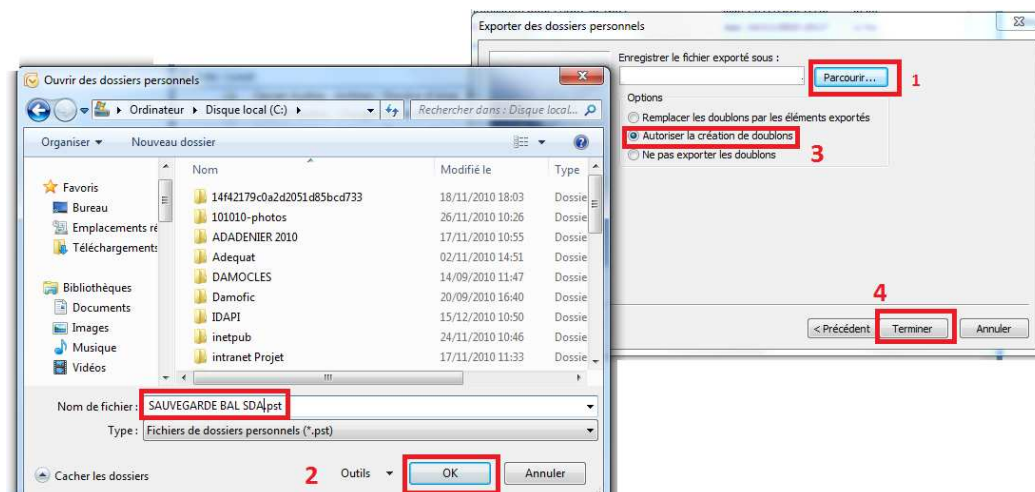 Exporter des dossiers personnels
Enregistrer le fichier exporté sous :
Parcourir...
1
Options
Remplacer les doublons par les éléments exportés
Autoriser la création de doublons
3
Ne pas exporter les doublons
4
< Précédent
Terminer
Annuler
Ouvrir des dossiers personnels
Ordinateur
Disque local (C:)
Rechercher dans : Disque local...
Organiser
Nouveau dossier
Nom
Modifié le
Type
Favoris
Bureau
Emplacements ré
Téléchargements
Bibliothèques
Documents
Images
Musique
Vidéos
14f42179c0a2d2051d85bcd733 18/11/2010 18:03 Dossie
101010-photos 26/11/2010 10:26 Dossie
ADADENIER 2010 17/11/2010 10:55 Dossie
Adequat 02/11/2010 14:51 Dossie
DAMOCLES 14/09/2010 11:47 Dossie
Damofic 20/09/2010 16:40 Dossie
IDAPI 15/12/2010 10:50 Dossie
inetpub 24/11/2010 10:46 Dossie
intranet Projet 17/11/2010 11:33 Dossie
Nom de fichier : SAUVEGARDE BAL SDA.pst
Type : Fichiers de dossiers personnels (*.pst)
Cacher les dossiers
2
Outils
OK
Annuler